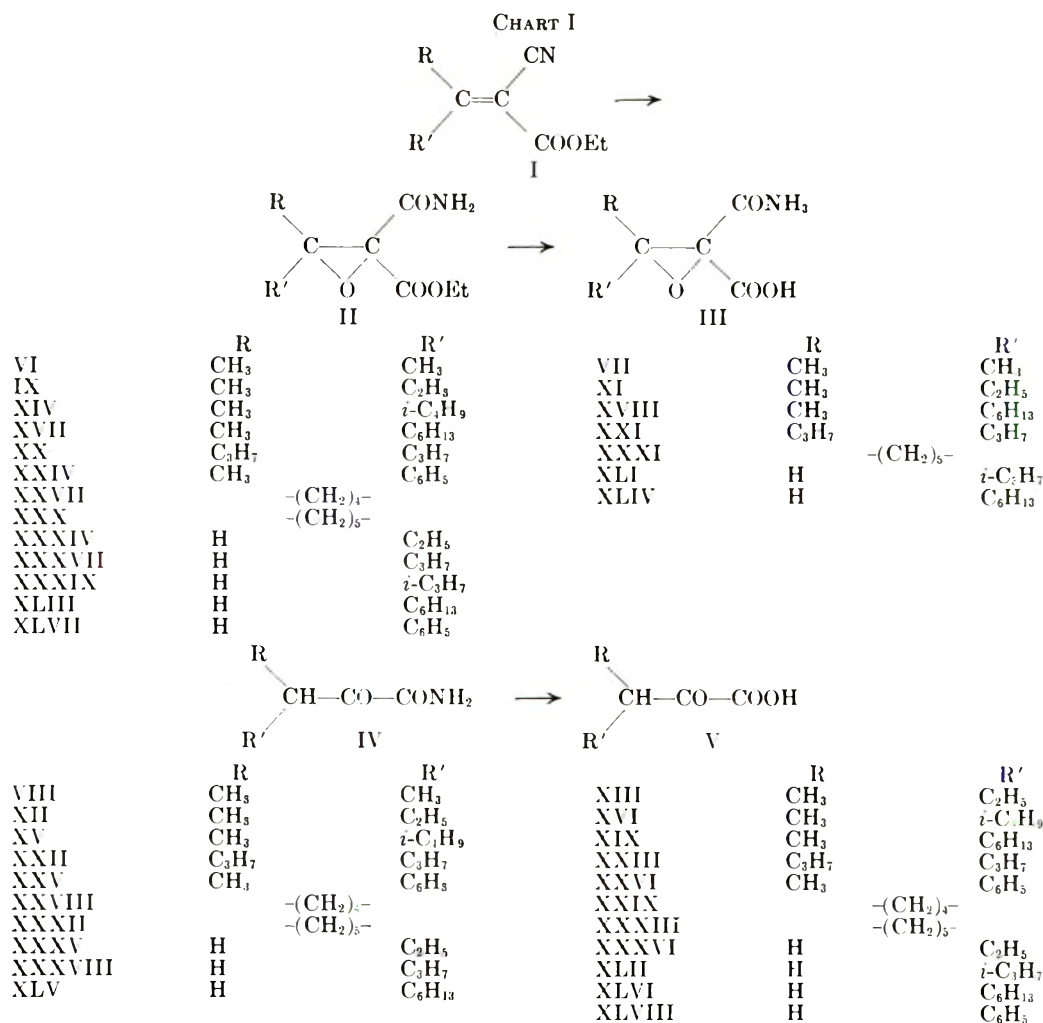 CHART I
R CN
C=C →
R' COOEt
I
R CONH₂ R CONH₃
C—C → C—C
R' O COOEt R' O COOH
II III
R R' R R'
VI CH₃ CH₃ VII CH₃ CH₃
IX CH₃ C₂H₅ XI CH₃ C₂H₅
XIV CH₃ i-C₄H₉ XVIII CH₃ C₆H₁₃
XVII CH₃ C₆H₁₃ XXI C₃H₇ C₃H₇
XX C₃H₇ C₃H₇ XXXI -(CH₂)₅-
XXIV CH₃ C₆H₅ XLI H i-C₃H₇
XXVII -(CH₂)₄- XLIV H C₆H₁₃
XXX -(CH₂)₅-
XXXIV H C₂H₅
XXXVII H C₃H₇
XXXIX H i-C₃H₇
XLIII H C₆H₁₃
XLVII H C₆H₅
R R
CH—CO—CONH₂ → CH—CO—COOH
R' IV R' V
R R' R R'
VIII CH₃ CH₃ XIII CH₃ C₂H₅
XII CH₃ C₂H₅ XVI CH₃ i-C₄H₉
XV CH₃ i-C₄H₉ XIX CH₃ C₆H₁₃
XXII C₃H₇ C₃H₇ XXIII C₃H₇ C₃H₇
XXV CH₃ C₆H₅ XXVI CH₃ C₆H₅
XXVIII -(CH₂)₄- XXIX -(CH₂)₄-
XXXII -(CH₂)₅- XXXIII -(CH₂)₅-
XXXV H C₂H₅ XXXVI H C₂H₅
XXXVIII H C₃H₇ XLII H i-C₃H₇
XLV H C₆H₁₃ XLVI H C₆H₁₃
XLVIII H C₆H₅